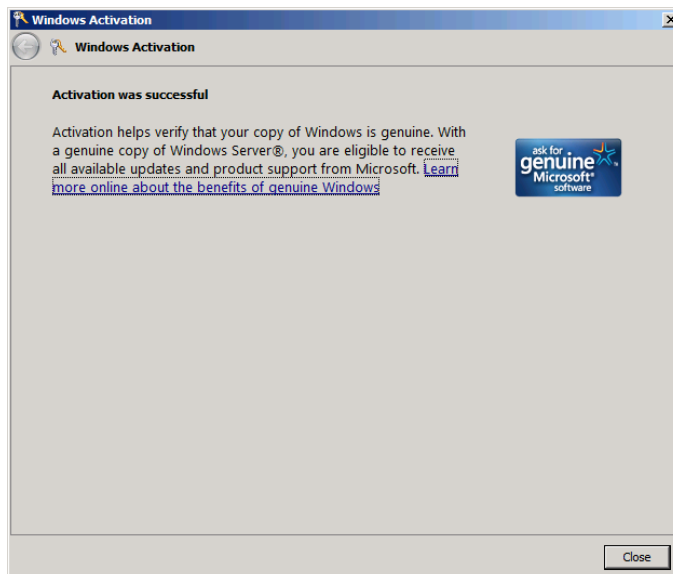 Windows Activation
Windows Activation
Activation was successful
Activation helps verify that your copy of Windows is genuine. With
a genuine copy of Windows Server®, you are eligible to receive
all available updates and product support from Microsoft. Learn
more online about the benefits of genuine Windows
ask for
genuine
Microsoft®
software
Close